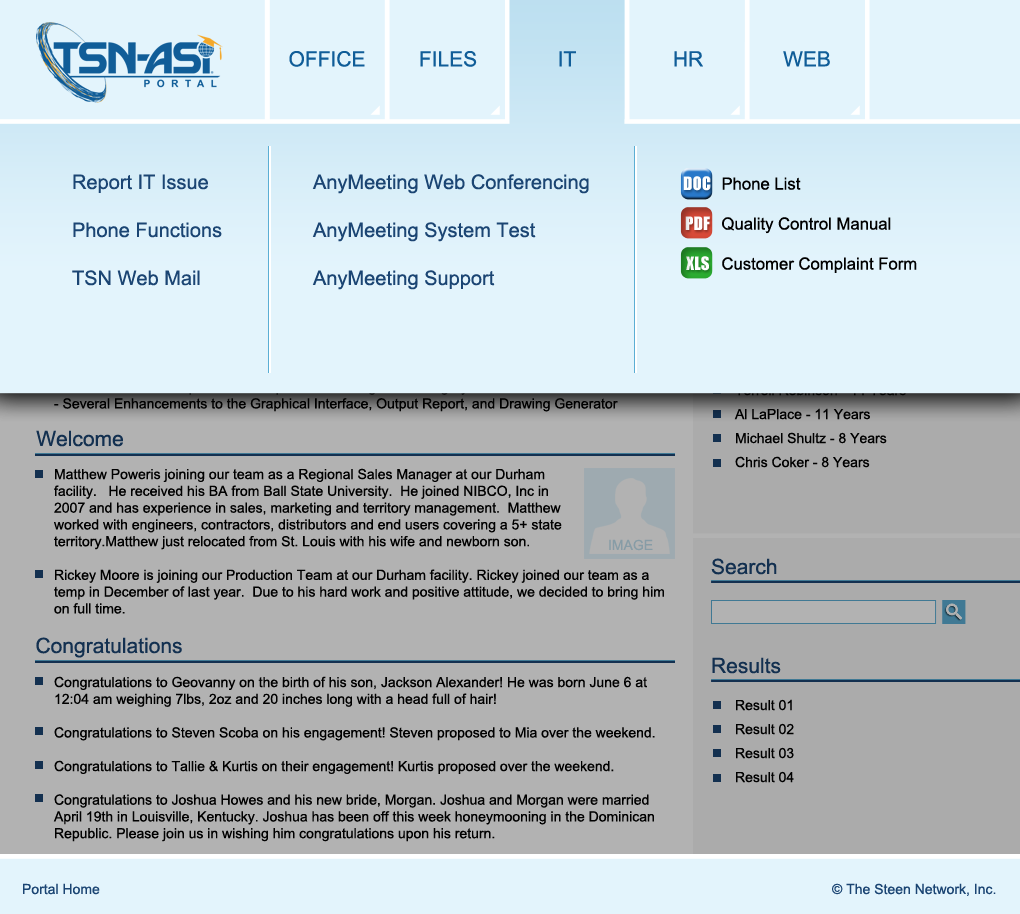 TSN-ASi
PORTAL
OFFICE
FILES
IT
HR
WEB
Report IT Issue
Phone Functions
TSN Web Mail
AnyMeeting Web Conferencing
AnyMeeting System Test
AnyMeeting Support
DOC Phone List
PDF Quality Control Manual
XLS Customer Complaint Form
- Several Enhancements to the Graphical Interface, Output Report, and Drawing Generator
Welcome
Matthew Poweris joining our team as a Regional Sales Manager at our Durham
facility.   He received his BA from Ball State University.  He joined NIBCO, Inc in
2007 and has experience in sales, marketing and territory management.  Matthew
worked with engineers, contractors, distributors and end users covering a 5+ state
territory.Matthew just relocated from St. Louis with his wife and newborn son.
IMAGE
Rickey Moore is joining our Production Team at our Durham facility. Rickey joined our team as a
temp in December of last year.  Due to his hard work and positive attitude, we decided to bring him
on full time.
Congratulations
Congratulations to Geovanny on the birth of his son, Jackson Alexander! He was born June 6 at
12:04 am weighing 7lbs, 2oz and 20 inches long with a head full of hair!
Congratulations to Steven Scoba on his engagement! Steven proposed to Mia over the weekend.
Congratulations to Tallie & Kurtis on their engagement! Kurtis proposed over the weekend.
Congratulations to Joshua Howes and his new bride, Morgan. Joshua and Morgan were married
April 19th in Louisville, Kentucky. Joshua has been off this week honeymooning in the Dominican
Republic. Please join us in wishing him congratulations upon his return.
Al LaPlace - 11 Years
Michael Shultz - 8 Years
Chris Coker - 8 Years
Search
Results
Result 01
Result 02
Result 03
Result 04
Portal Home
© The Steen Network, Inc.